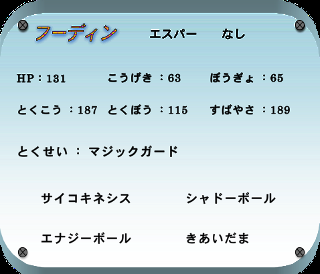 フーディン エスパー なし
HP：131 こうげき：63 ぼうぎょ：65
とくこう：187 とくぼう：115 すばやさ：189
とくせい： マジックガード
サイコキネシス シャドーボール
エナジーボール きあいだま